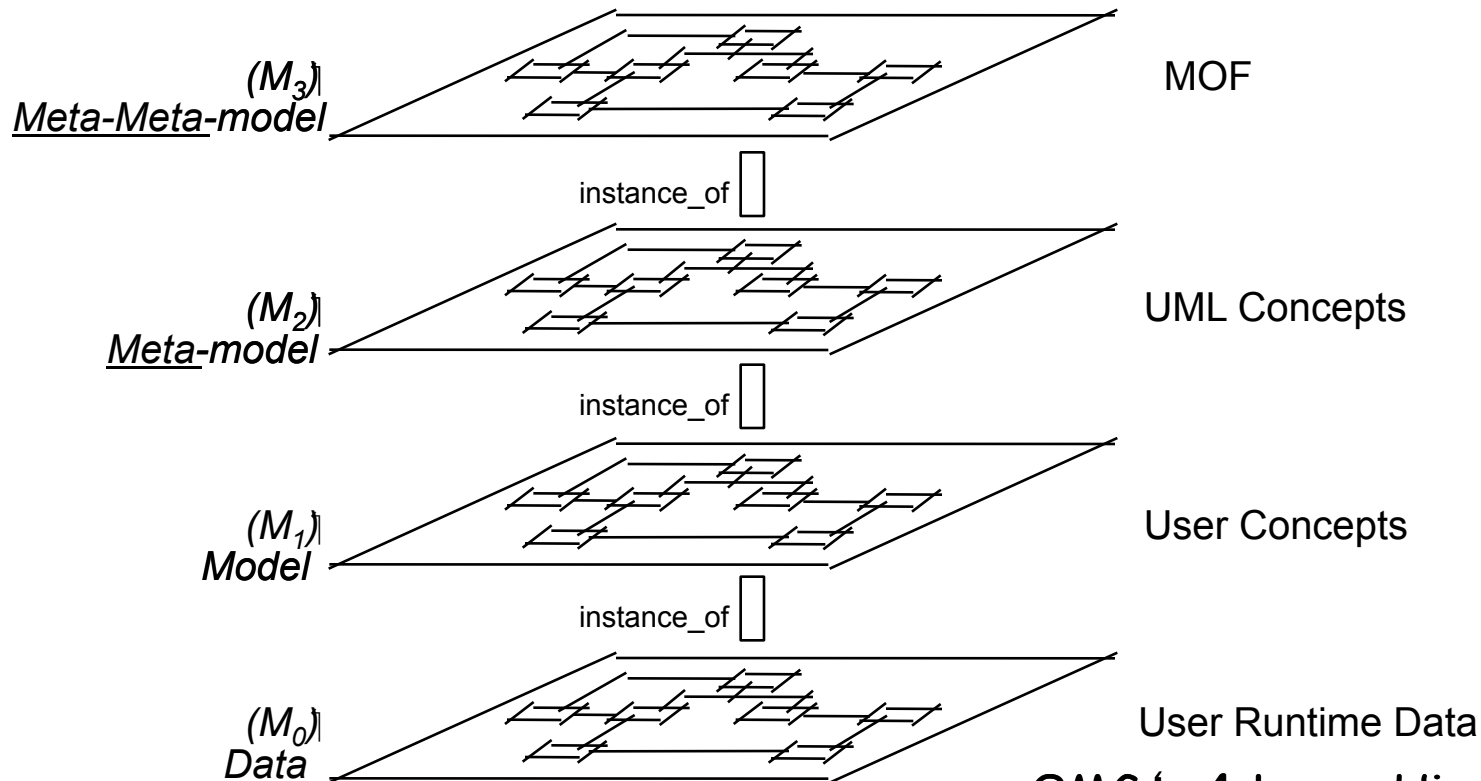 (M3)
MOF
Meta-Meta-model
instance_of
(M2)
UML Concepts
Meta-model
instance_of
(M1)
User Concepts
Model
instance_of
(M0)
User Runtime Data
Data